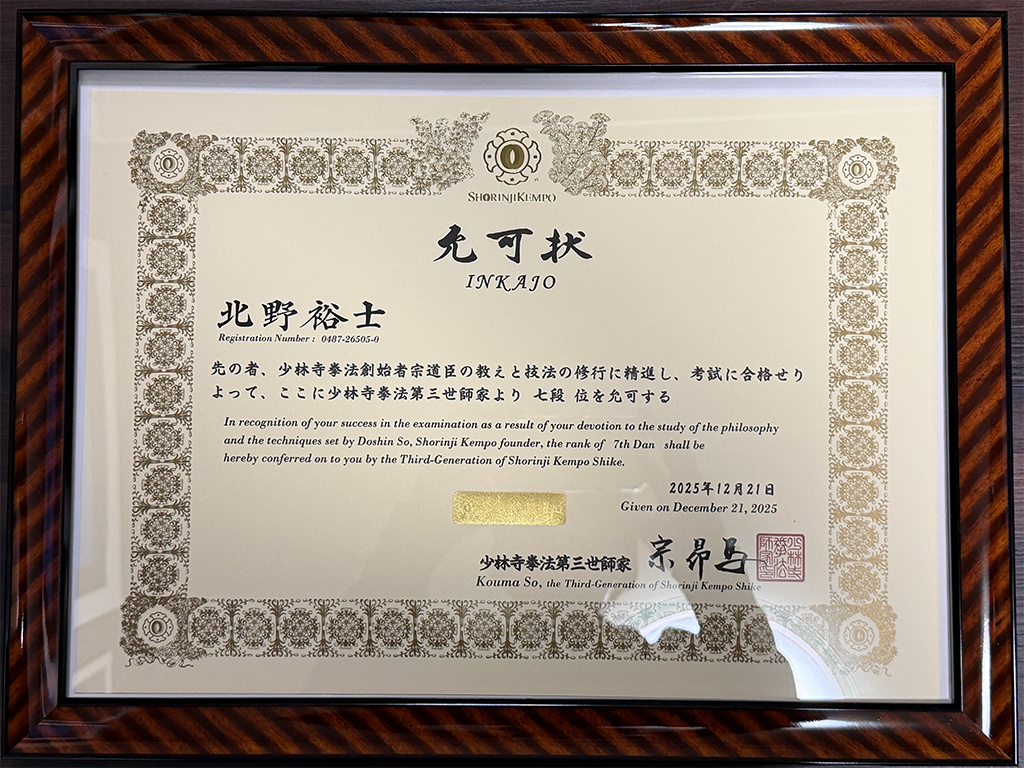 SHORINJI KEMPO
允可状
INKAJO
北野裕士
Registration Number : 0487-26505-0
先の者、少林寺拳法創始者宗道臣の教えと技法の修行に精進し、考試に合格せり
よって、ここに少林寺拳法第三世師家より 七段 位を允可する
In recognition of your success in the examination as a result of your devotion to the study of the philosophy
and the techniques set by Doshin So, Shorinji Kempo founder, the rank of 7th Dan shall be
hereby conferred on to you by the Third-Generation of Shorinji Kempo Shike.
2025年12月21日
Given on December 21, 2025
少林寺拳法第三世師家 宗昂馬
Kouma So, the Third-Generation of Shorinji Kempo Shike